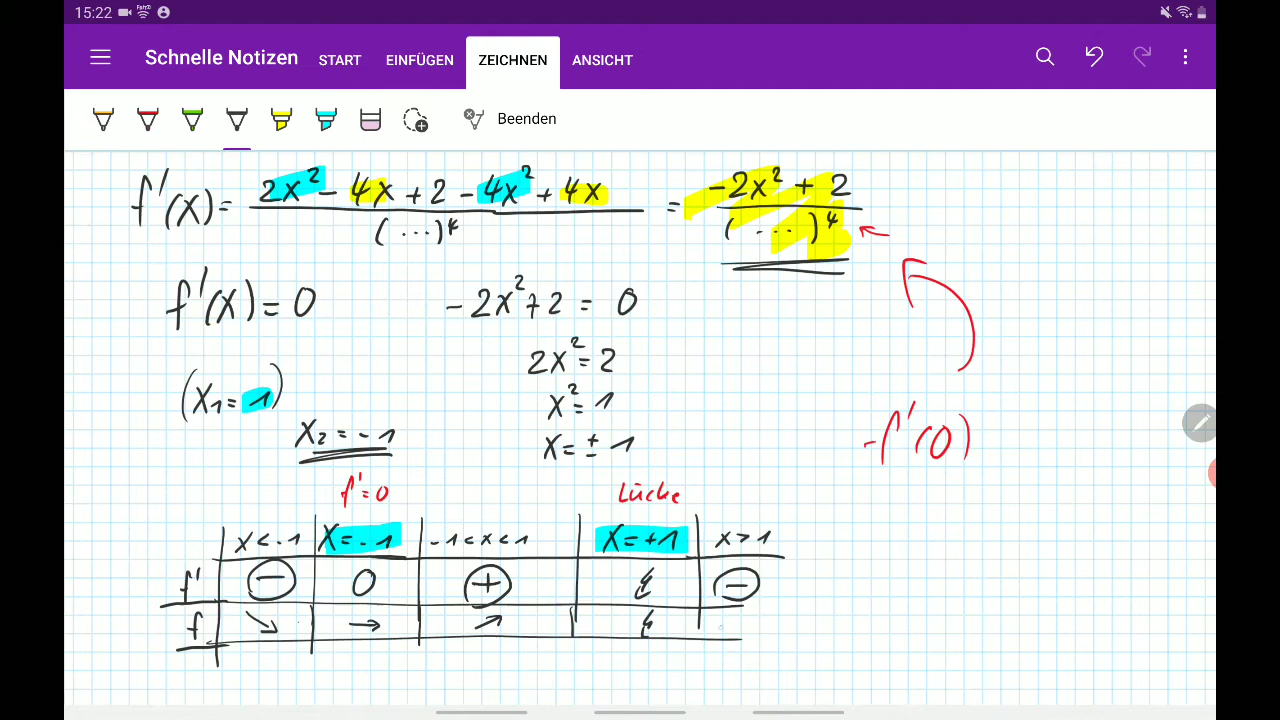 15:22
Schnelle Notizen START EINFÜGEN ZEICHNEN ANSICHT
Beenden
f'(x) = (2x² - 4x + 2 - 4x² + 4x) / (...)⁴ = (-2x² + 2) / (...)⁴
f'(x) = 0 -2x² + 2 = 0
2x² = 2
(x₁ = 1) x² = 1
x₂ = -1 x = ± 1
-f'(0)
f' = 0 Lücke
x < -1 x = -1 -1 < x < 1 x = +1 x > 1
f' - 0 + ⚡ -
f ↘ → ↗ ⚡